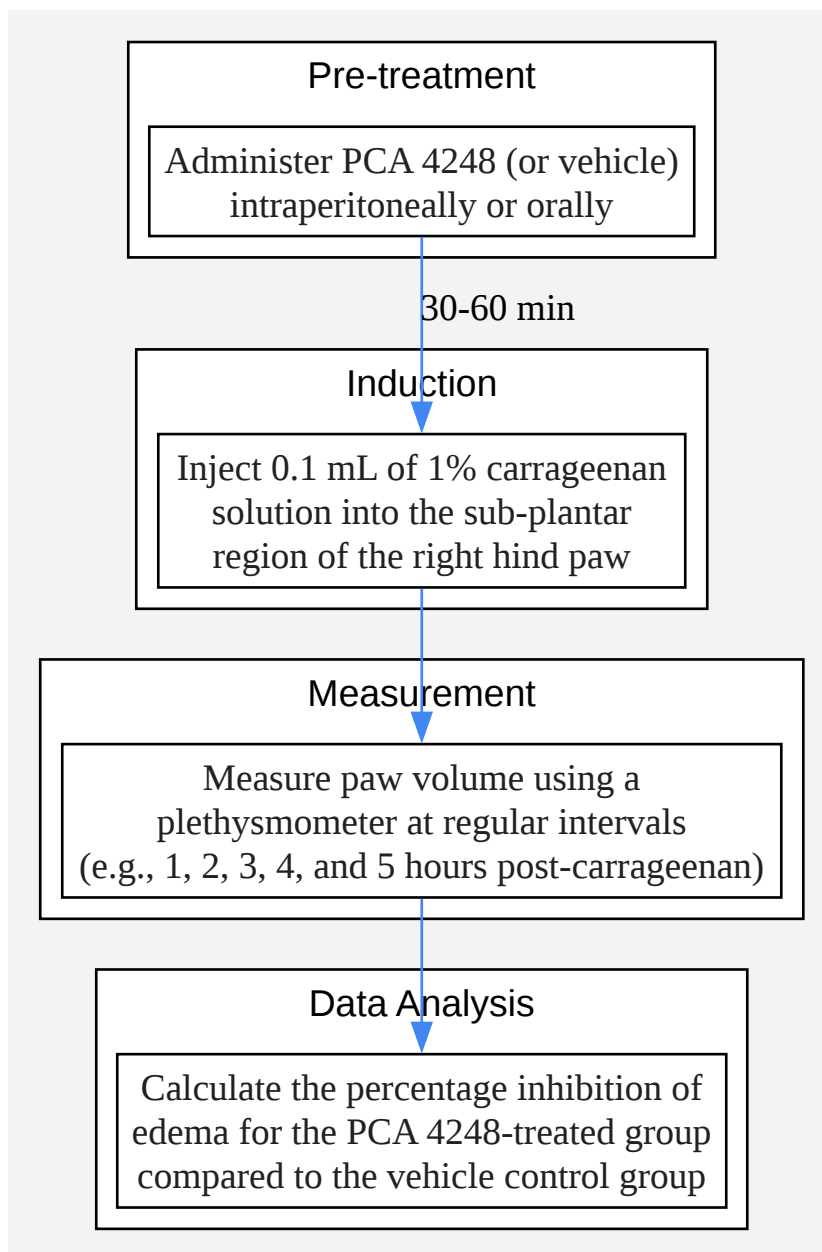 Pre-treatment
Administer PCA 4248 (or vehicle)
intraperitoneally or orally
30-60 min
Induction
Inject 0.1 mL of 1% carrageenan
solution into the sub-plantar
region of the right hind paw
Measurement
Measure paw volume using a
plethysmometer at regular intervals
(e.g., 1, 2, 3, 4, and 5 hours post-carrageenan)
Data Analysis
Calculate the percentage inhibition of
edema for the PCA 4248-treated group
compared to the vehicle control group